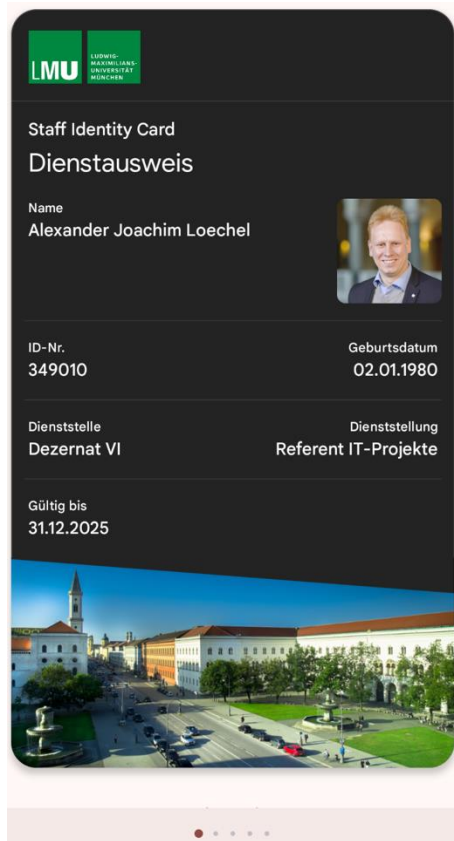 LMU
LUDWIG-
MAXIMILIANS-
UNIVERSITÄT
MÜNCHEN
Staff Identity Card
Dienstausweis
Name
Alexander Joachim Loechel
ID-Nr.
Geburtsdatum
349010
02.01.1980
Dienststelle
Dienststellung
Dezernat VI
Referent IT-Projekte
Gültig bis
31.12.2025